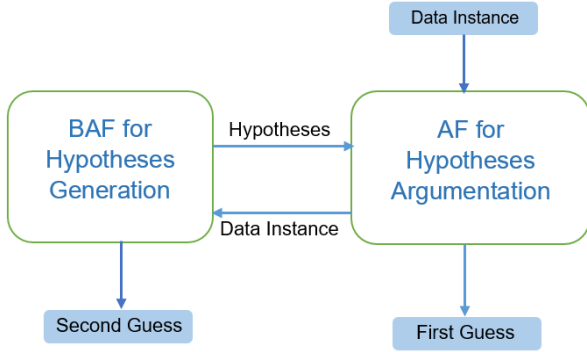 Data Instance
BAF for
Hypotheses
Generation
Hypotheses
Data Instance
AF for
Hypotheses
Argumentation
Second Guess
First Guess